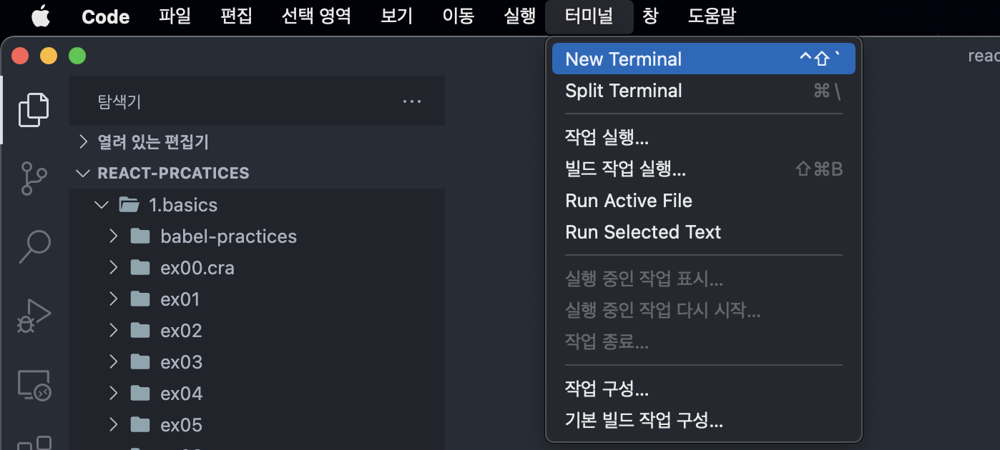 Code 파일 편집 선택 영역 보기 이동 실행 터미널 창 도움말
탐색기 ···
열려 있는 편집기
REACT-PRCATICES
1.basics
babel-practices
ex00.cra
ex01
ex02
ex03
ex04
ex05
New Terminal ^⇧`
Split Terminal ⌘\
작업 실행...
빌드 작업 실행... ⇧⌘B
Run Active File
Run Selected Text
실행 중인 작업 표시...
실행 중인 작업 다시 시작...
작업 종료...
작업 구성...
기본 빌드 작업 구성...